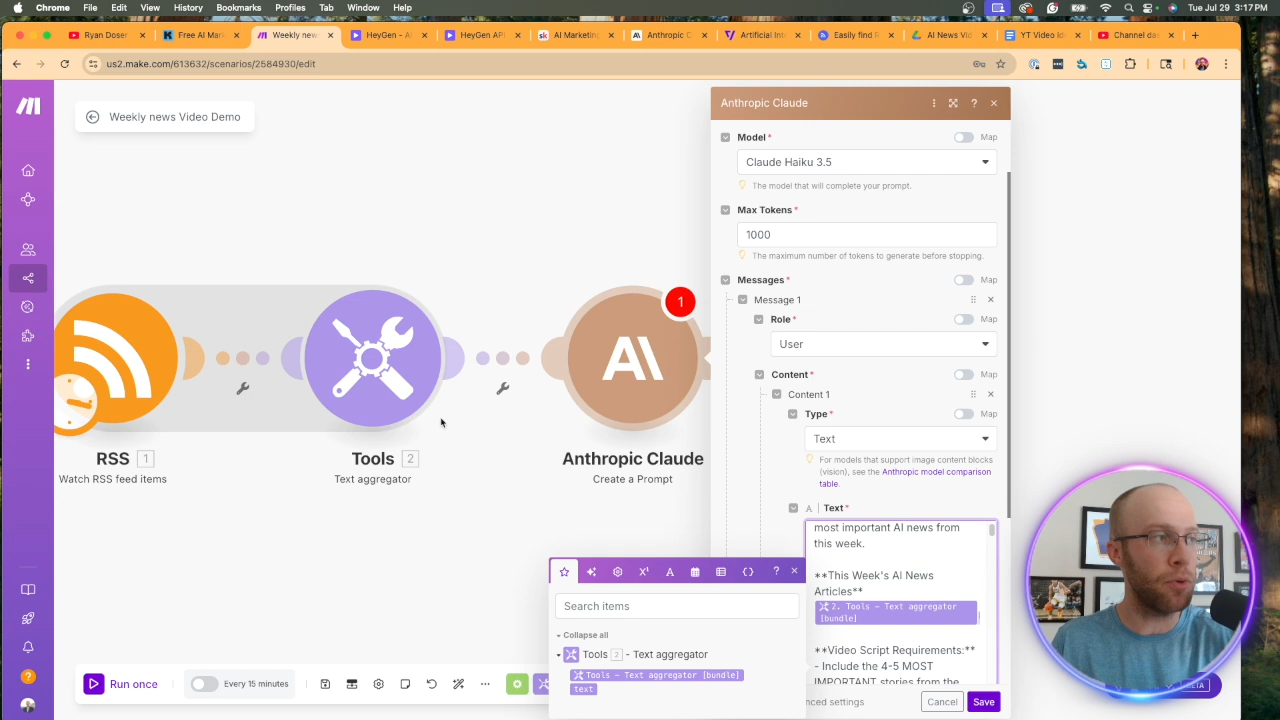 Chrome File Edit View History Bookmarks Profiles Tab Window Help
Tue Jul 29 3:17 PM
Ryan Doser
Free AI Mark
Weekly new
HeyGen - A
HeyGen API
AI Marketing
Anthropic C
Artificial Int
Easily find R
AI News Vid
YT Video Id
Channel das
us2.make.com/613632/scenarios/2584930/edit
Weekly news Video Demo
RSS 1
Watch RSS feed items
Tools 2
Text aggregator
1
Anthropic Claude
Create a Prompt
Anthropic Claude
Model*
Map
Claude Haiku 3.5
The model that will complete your prompt.
Max Tokens*
1000
The maximum number of tokens to generate before stopping.
Messages*
Map
Message 1
Role*
Map
User
Content*
Map
Content 1
Type*
Map
Text
For models that support image content blocks
(vision), see the Anthropic model comparison
table.
A Text*
most important AI news from
this week.
**This Week's AI News
Articles**
2. Tools – Text aggregator
[bundle]
**Video Script Requirements:**
- Include the 4-5 MOST
IMPORTANT stories from the
Search items
Collapse all
Tools 2 - Text aggregator
Tools – Text aggregator [bundle]
text
Run once
Every 15 minutes
nced settings
Cancel
Save
BETA